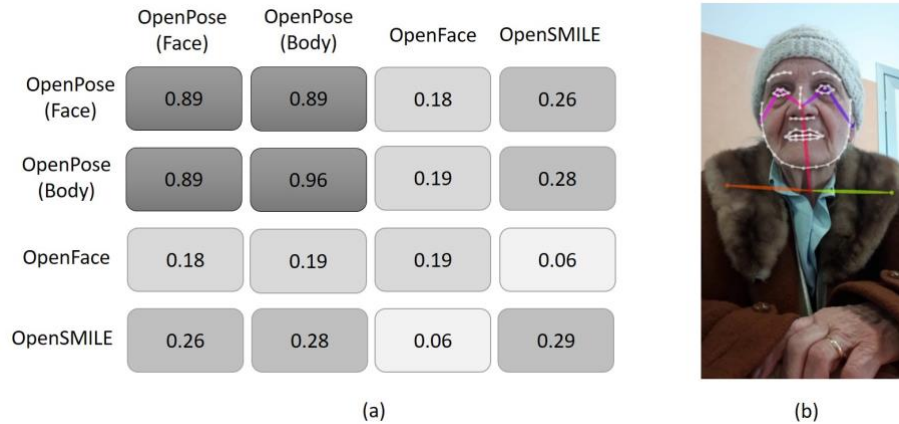 OpenPose
(Face)
OpenPose
(Body)
OpenFace
OpenSMILE
OpenPose
(Face)
0.89 0.89 0.18 0.26
OpenPose
(Body)
0.89 0.96 0.19 0.28
OpenFace 0.18 0.19 0.19 0.06
OpenSMILE 0.26 0.28 0.06 0.29
(a)
(b)